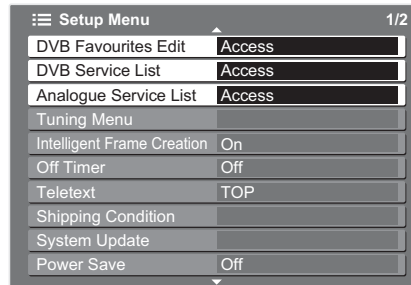 Setup Menu 1/2
DVB Favourites Edit Access
DVB Service List Access
Analogue Service List Access
Tuning Menu
Intelligent Frame Creation On
Off Timer Off
Teletext TOP
Shipping Condition
System Update
Power Save Off